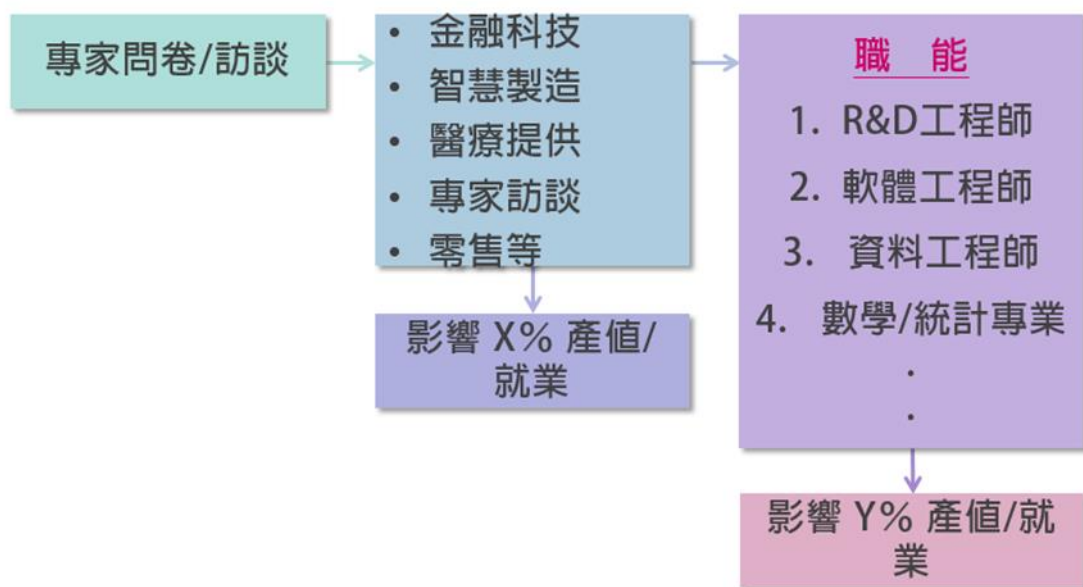 專家問卷/訪談
• 金融科技
• 智慧製造
• 醫療提供
• 專家訪談
• 零售等
影響 X% 產值/
就業
職 能
1. R&D工程師
2. 軟體工程師
3. 資料工程師
4. 數學/統計專業
.
.
影響 Y% 產值/就
業